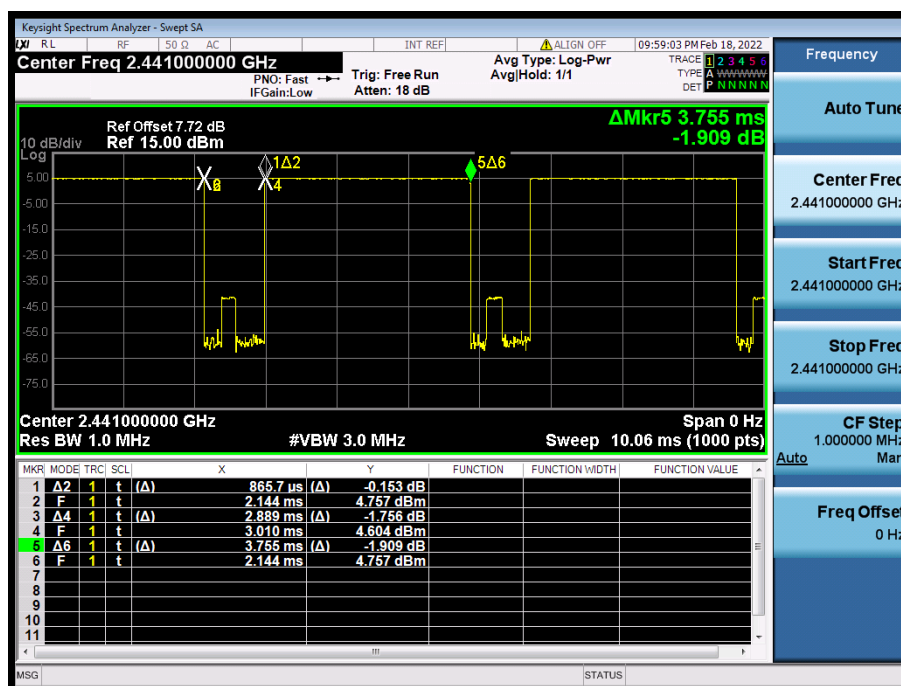 Keysight Spectrum Analyzer - Swept SA
LXI RL RF 50 Ω AC INT REF ALIGN OFF 09:59:03 PM Feb 18, 2022
Center Freq 2.441000000 GHz
PNO: Fast
IFGain:Low
Trig: Free Run
Atten: 18 dB
Avg Type: Log-Pwr
Avg|Hold: 1/1
TRACE 1 2 3 4 5 6
TYPE A WWWWW
DET P N N N N N
ΔMkr5 3.755 ms
-1.909 dB
Ref Offset 7.72 dB
10 dB/div Ref 15.00 dBm
Log
5.00
-5.00
-15.0
-25.0
-35.0
-45.0
-55.0
-65.0
-75.0
1Δ2
4
5Δ6
Center 2.441000000 GHz Span 0 Hz
Res BW 1.0 MHz #VBW 3.0 MHz Sweep 10.06 ms (1000 pts)
MKR MODE TRC SCL X Y FUNCTION FUNCTION WIDTH FUNCTION VALUE
1 Δ2 1 t (Δ) 865.7 µs (Δ) -0.153 dB
2 F 1 t 2.144 ms 4.757 dBm
3 Δ4 1 t (Δ) 2.889 ms (Δ) -1.756 dB
4 F 1 t 3.010 ms 4.604 dBm
5 Δ6 1 t (Δ) 3.755 ms (Δ) -1.909 dB
6 F 1 t 2.144 ms 4.757 dBm
7
8
9
10
11
MSG STATUS
Frequency
Auto Tune
Center Freq
2.441000000 GHz
Start Freq
2.441000000 GHz
Stop Freq
2.441000000 GHz
CF Step
1.000000 MHz
Auto Man
Freq Offset
0 Hz